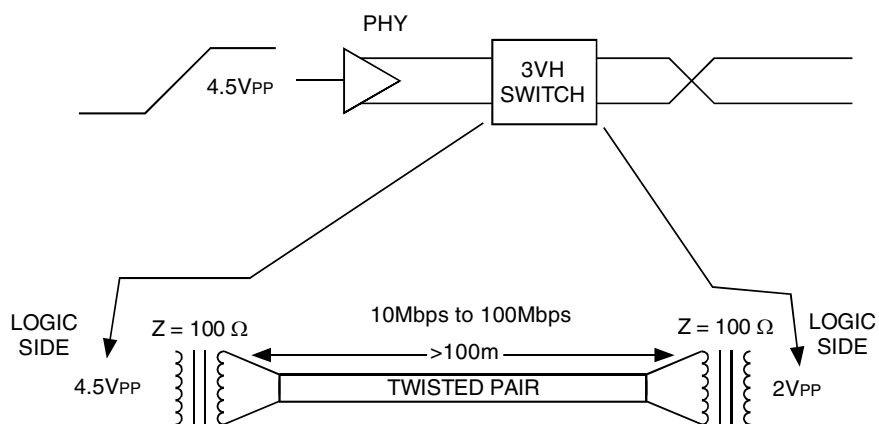 PHY
4.5VPP
3VH
SWITCH
LOGIC
SIDE
Z = 100 Ω
10Mbps to 100Mbps
Z = 100 Ω
LOGIC
SIDE
>100m
4.5VPP
TWISTED PAIR
2VPP